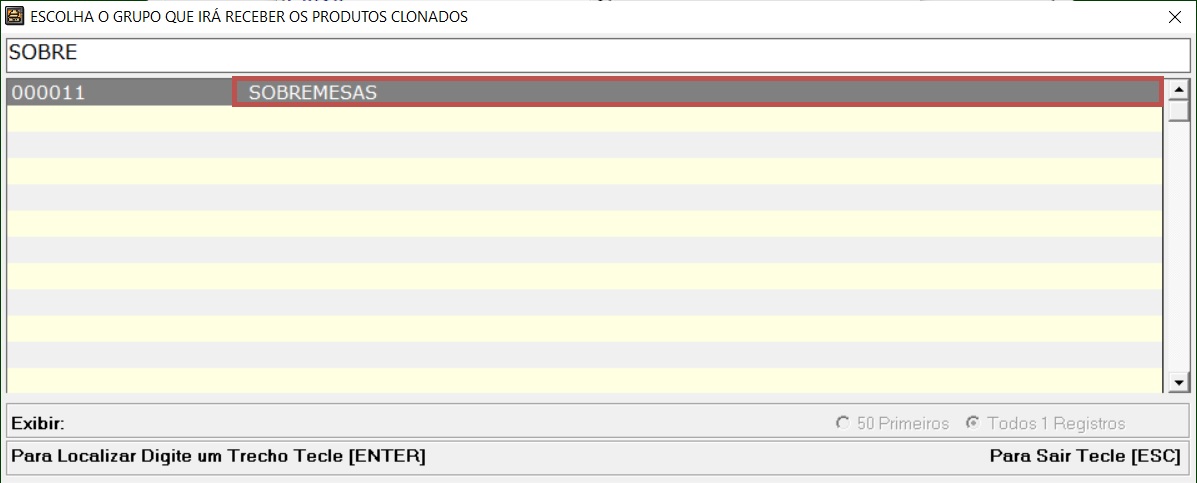 ESCOLHA O GRUPO QUE IRÁ RECEBER OS PRODUTOS CLONADOS
SOBRE
000011 SOBREMESAS
Exibir: 50 Primeiros Todos 1 Registros
Para Localizar Digite um Trecho Tecle [ENTER] Para Sair Tecle [ESC]